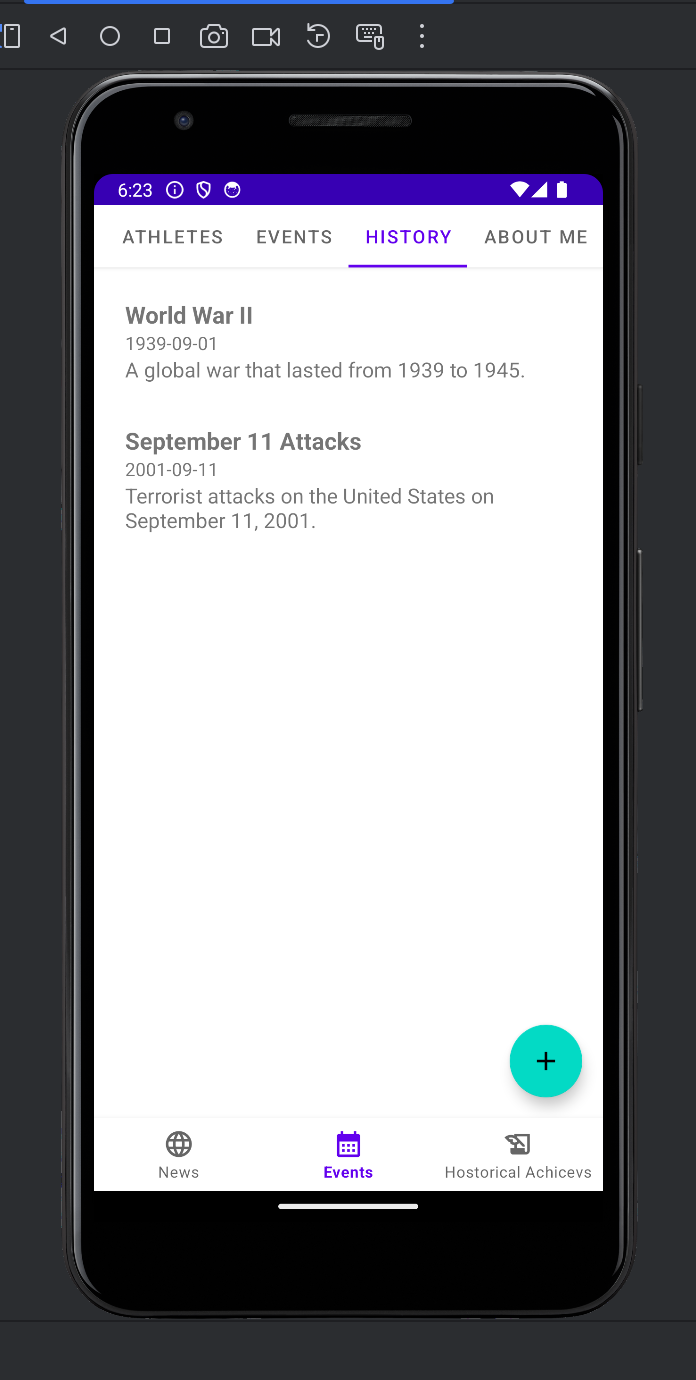 6:23
ATHLETES EVENTS HISTORY ABOUT ME
World War II
1939-09-01
A global war that lasted from 1939 to 1945.
September 11 Attacks
2001-09-11
Terrorist attacks on the United States on
September 11, 2001.
News Events Hostorical Achicevs